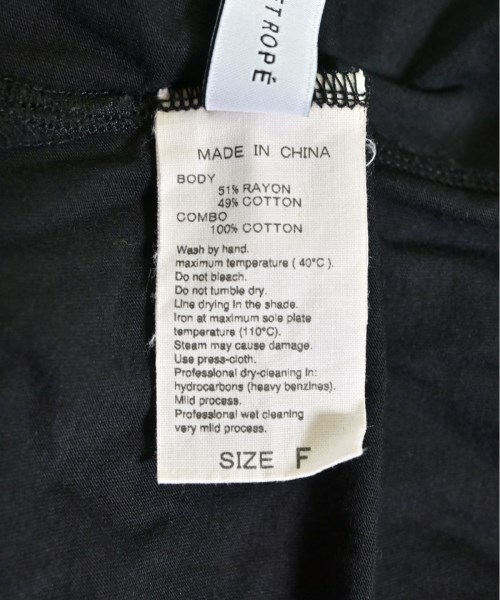 ETROPÉ
MADE IN CHINA
BODY
51% RAYON
49% COTTON
COMBO
100% COTTON
Wash by hand.
maximum temperature ( 40°C ).
Do not bleach.
Do not tumble dry.
Line drying in the shade.
Iron at maximum sole plate
temperature (110°C).
Steam may cause damage.
Use press-cloth.
Professional dry-cleaning in:
hydrocarbons (heavy benzines).
Mild process.
Professional wet cleaning
very mild process.
SIZE F